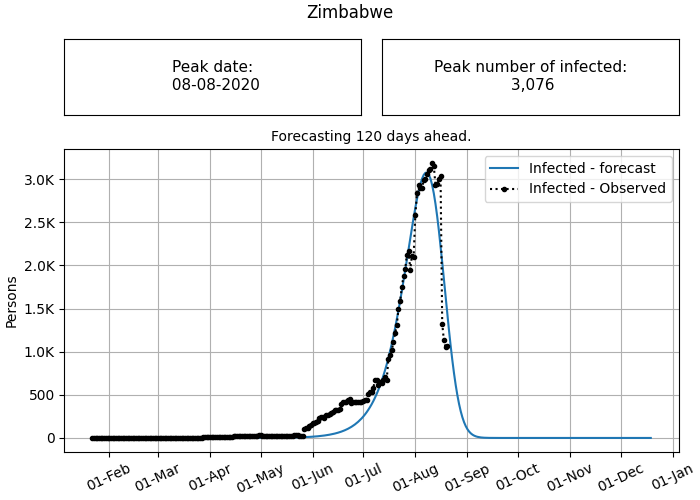 Zimbabwe
Peak date:
08-08-2020
Peak number of infected:
3,076
Forecasting 120 days ahead.
Infected - forecast
Infected - Observed
Persons
3.0K
2.5K
2.0K
1.5K
1.0K
500
0
01-Feb
01-Mar
01-Apr
01-May
01-Jun
01-Jul
01-Aug
01-Sep
01-Oct
01-Nov
01-Dec
01-Jan